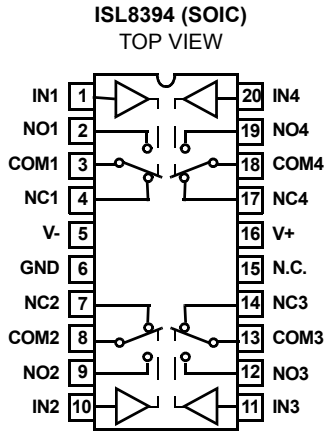 ISL8394 (SOIC)
TOP VIEW
IN1 1 20 IN4
NO1 2 19 NO4
COM1 3 18 COM4
NC1 4 17 NC4
V- 5 16 V+
GND 6 15 N.C.
NC2 7 14 NC3
COM2 8 13 COM3
NO2 9 12 NO3
IN2 10 11 IN3